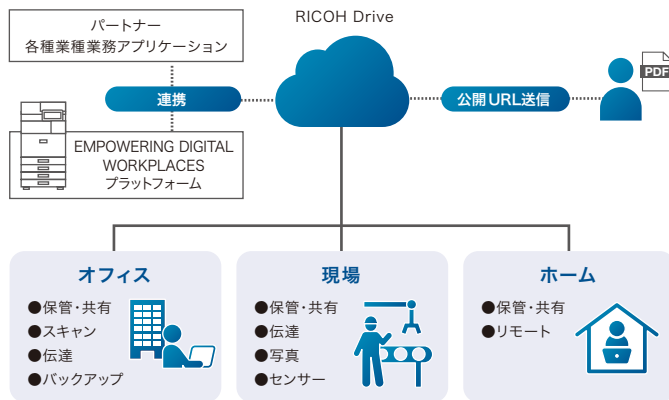 パートナー
各種業種業務アプリケーション
RICOH Drive
連携
公開URL送信
PDF
EMPOWERING DIGITAL
WORKPLACES
プラットフォーム
オフィス
●保管・共有
●スキャン
●伝達
●バックアップ
現場
●保管・共有
●伝達
●写真
●センサー
ホーム
●保管・共有
●リモート